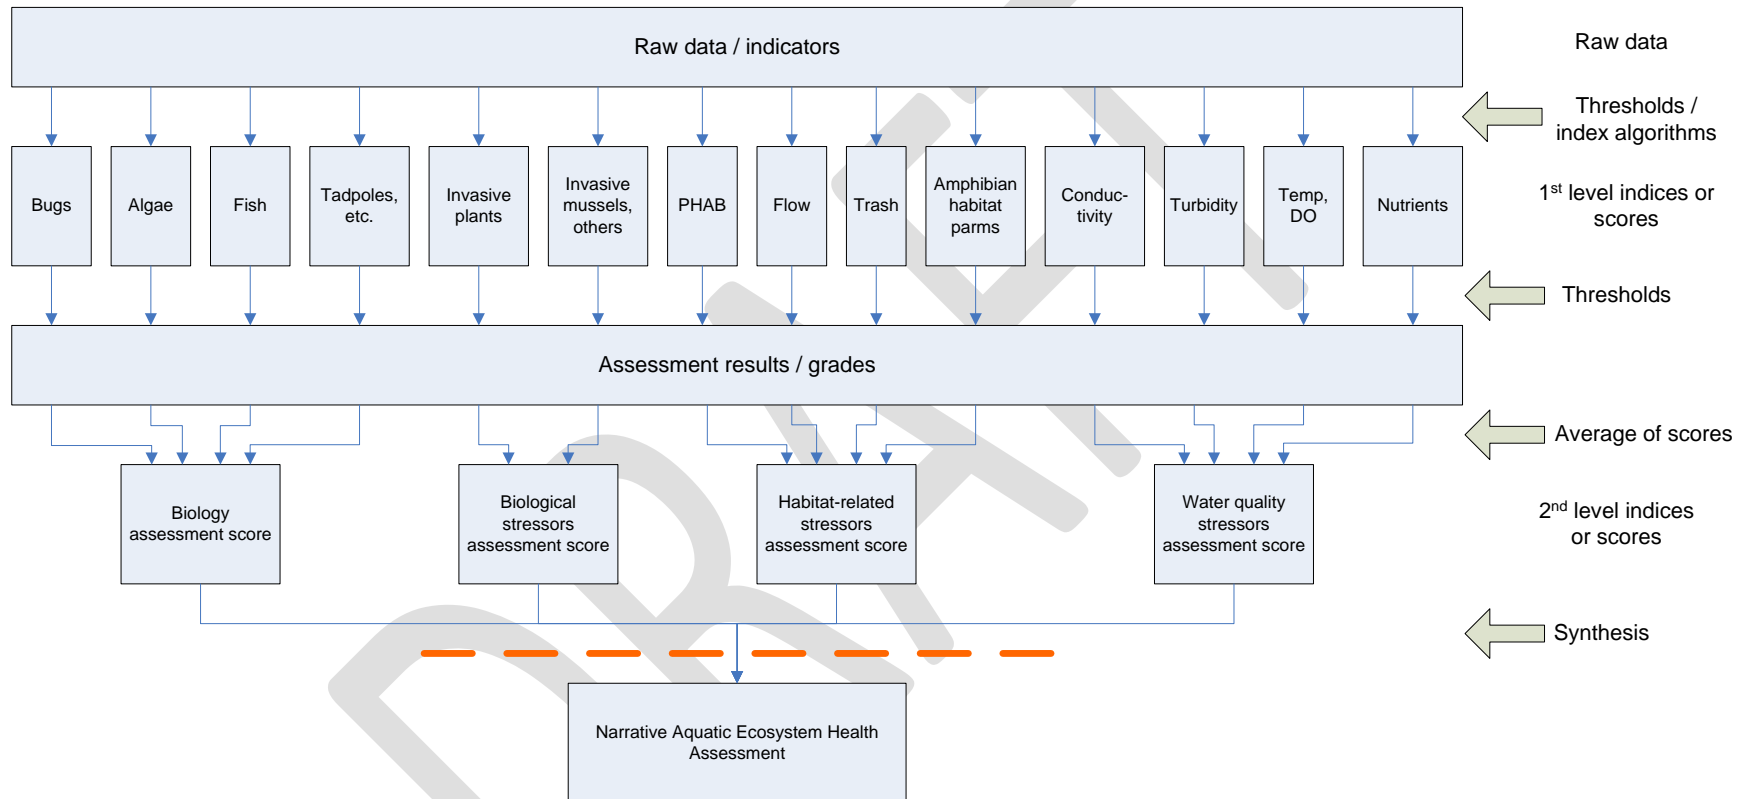 Raw data / indicators
Raw data
Thresholds /
index algorithms
Bugs
Algae
Fish
Tadpoles,
etc.
Invasive
plants
Invasive
mussels,
others
PHAB
Flow
Trash
Amphibian
habitat
parms
Conduc-
tivity
Turbidity
Temp,
DO
Nutrients
1st level indices or
scores
Thresholds
Assessment results / grades
Average of scores
Biology
assessment score
Biological
stressors
assessment score
Habitat-related
stressors
assessment score
Water quality
stressors
assessment score
2nd level indices
or scores
Synthesis
Narrative Aquatic Ecosystem Health
Assessment
DRAFT